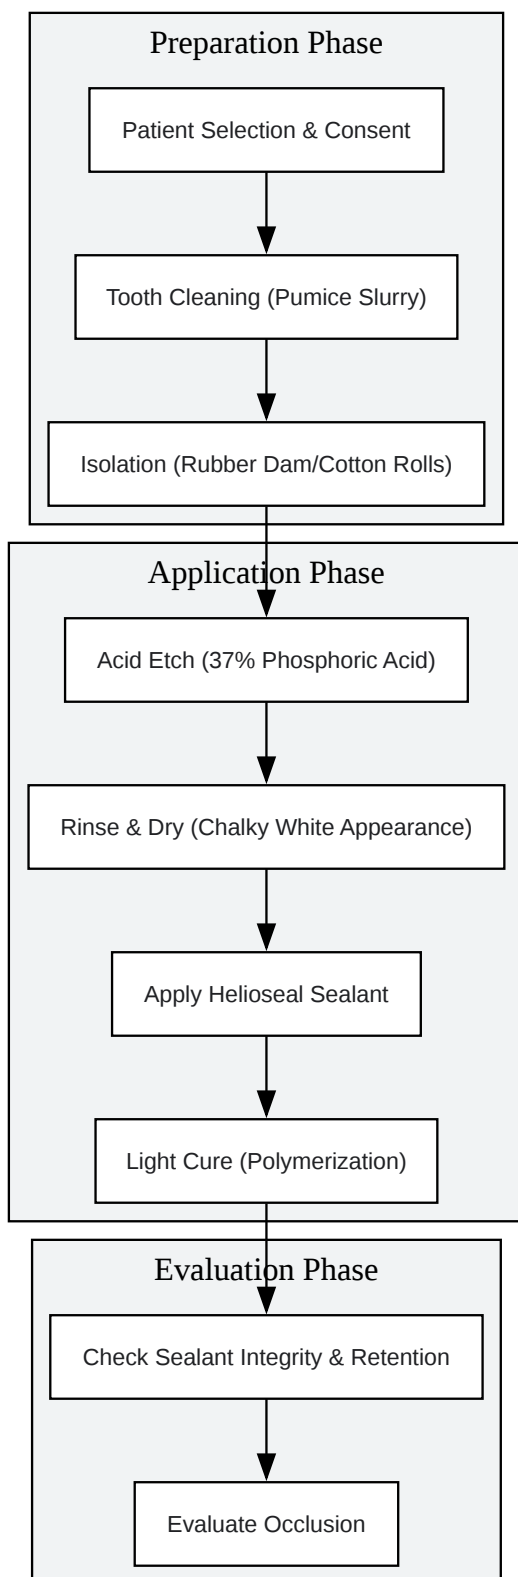 Preparation Phase
Patient Selection & Consent
Tooth Cleaning (Pumice Slurry)
Isolation (Rubber Dam/Cotton Rolls)
Application Phase
Acid Etch (37% Phosphoric Acid)
Rinse & Dry (Chalky White Appearance)
Apply Helioseal Sealant
Light Cure (Polymerization)
Evaluation Phase
Check Sealant Integrity & Retention
Evaluate Occlusion